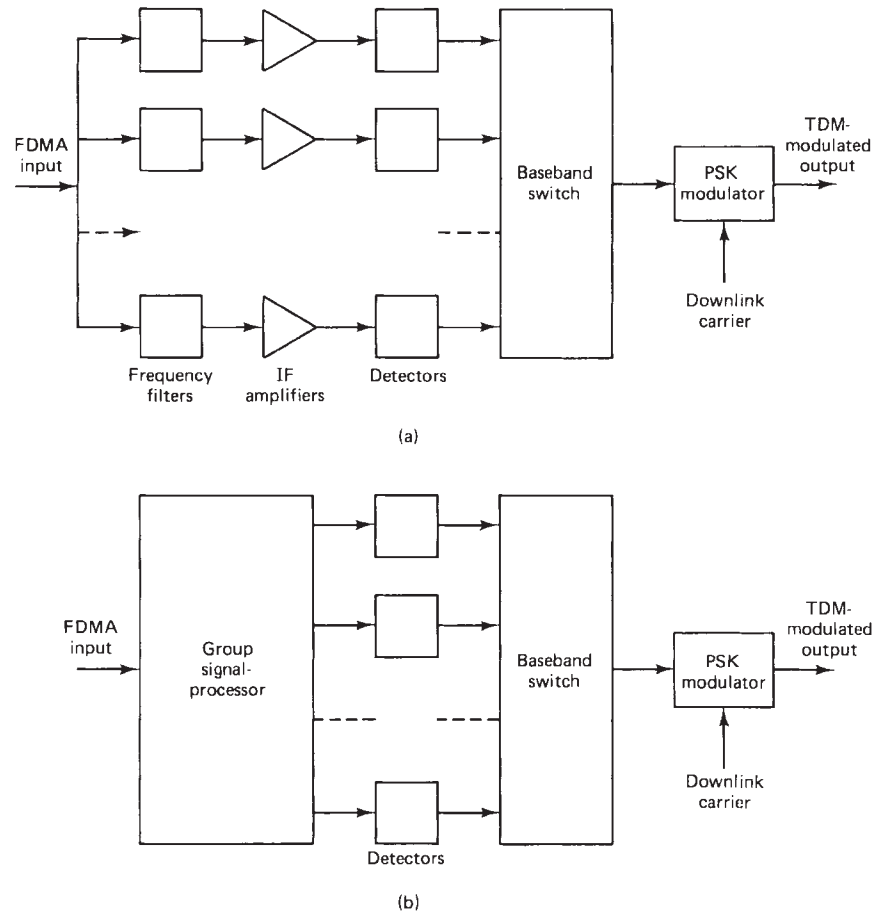 FDMA
input
Baseband
switch
PSK
modulator
TDM-
modulated
output
Downlink
carrier
Frequency
filters
IF
amplifiers
Detectors
(a)
FDMA
input
Group
signal-
processor
Baseband
switch
PSK
modulator
TDM-
modulated
output
Downlink
carrier
Detectors
(b)